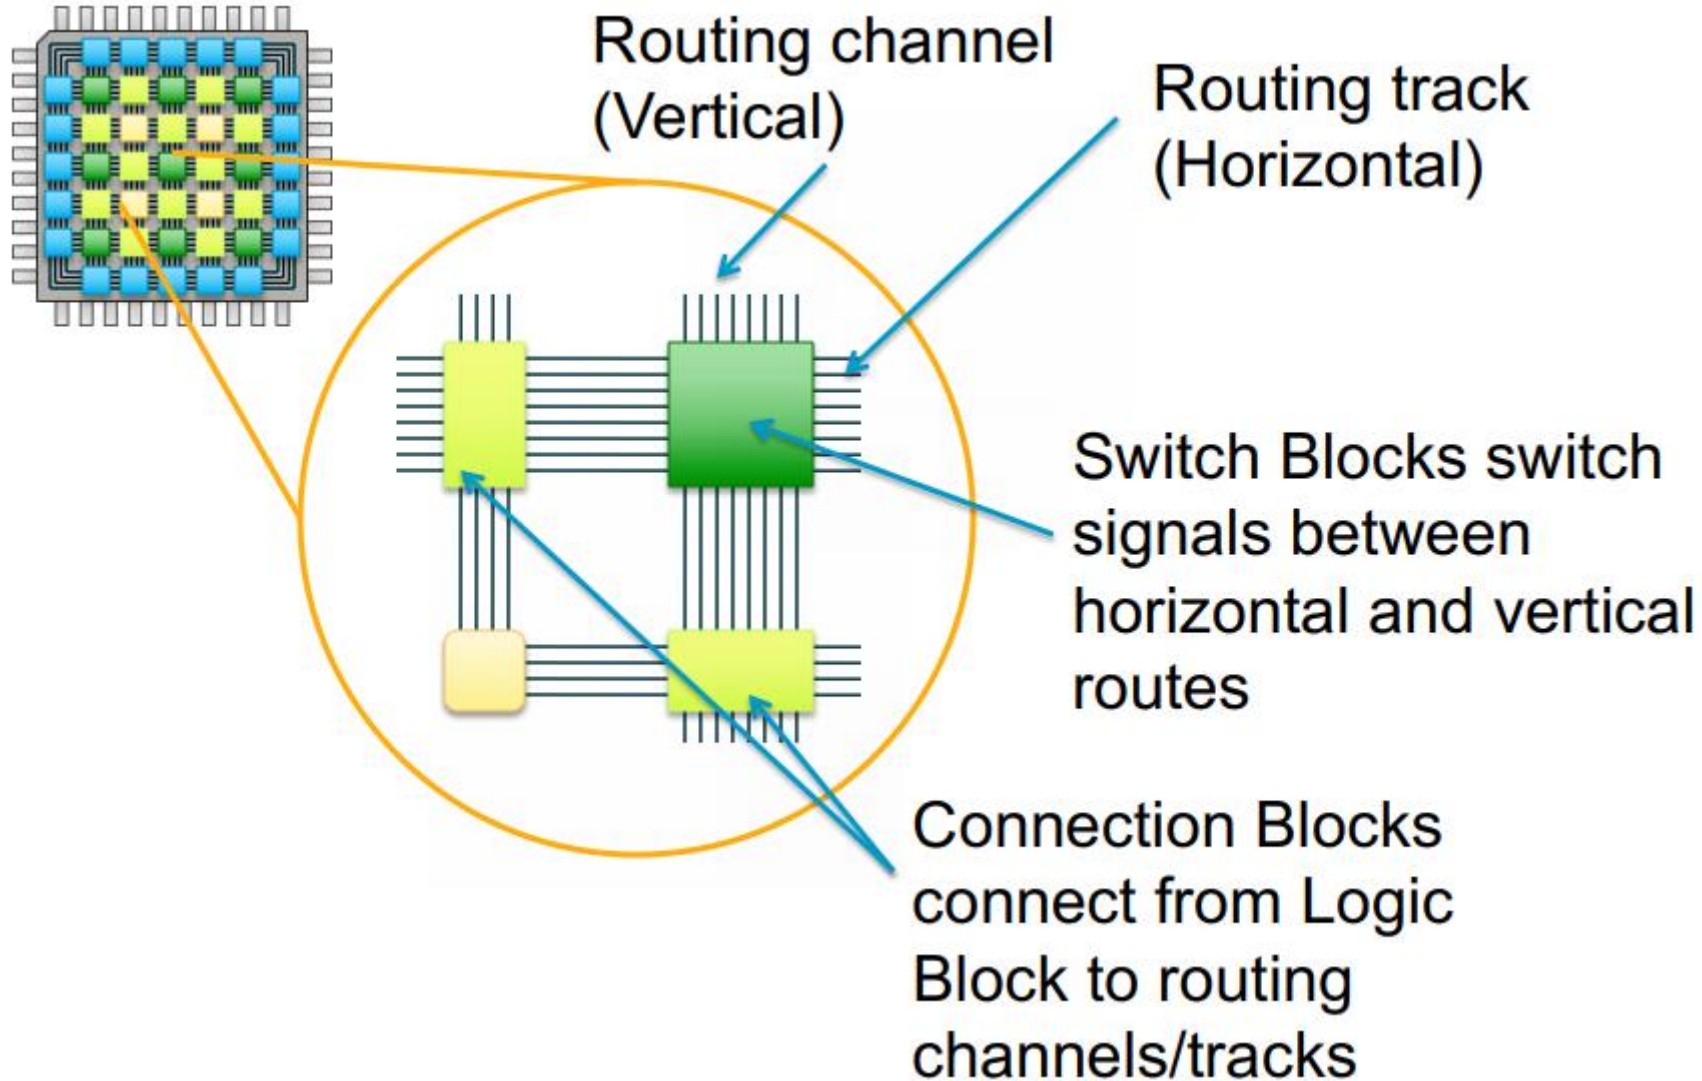 Routing channel
(Vertical)
Routing track
(Horizontal)
Switch Blocks switch
signals between
horizontal and vertical
routes
Connection Blocks
connect from Logic
Block to routing
channels/tracks